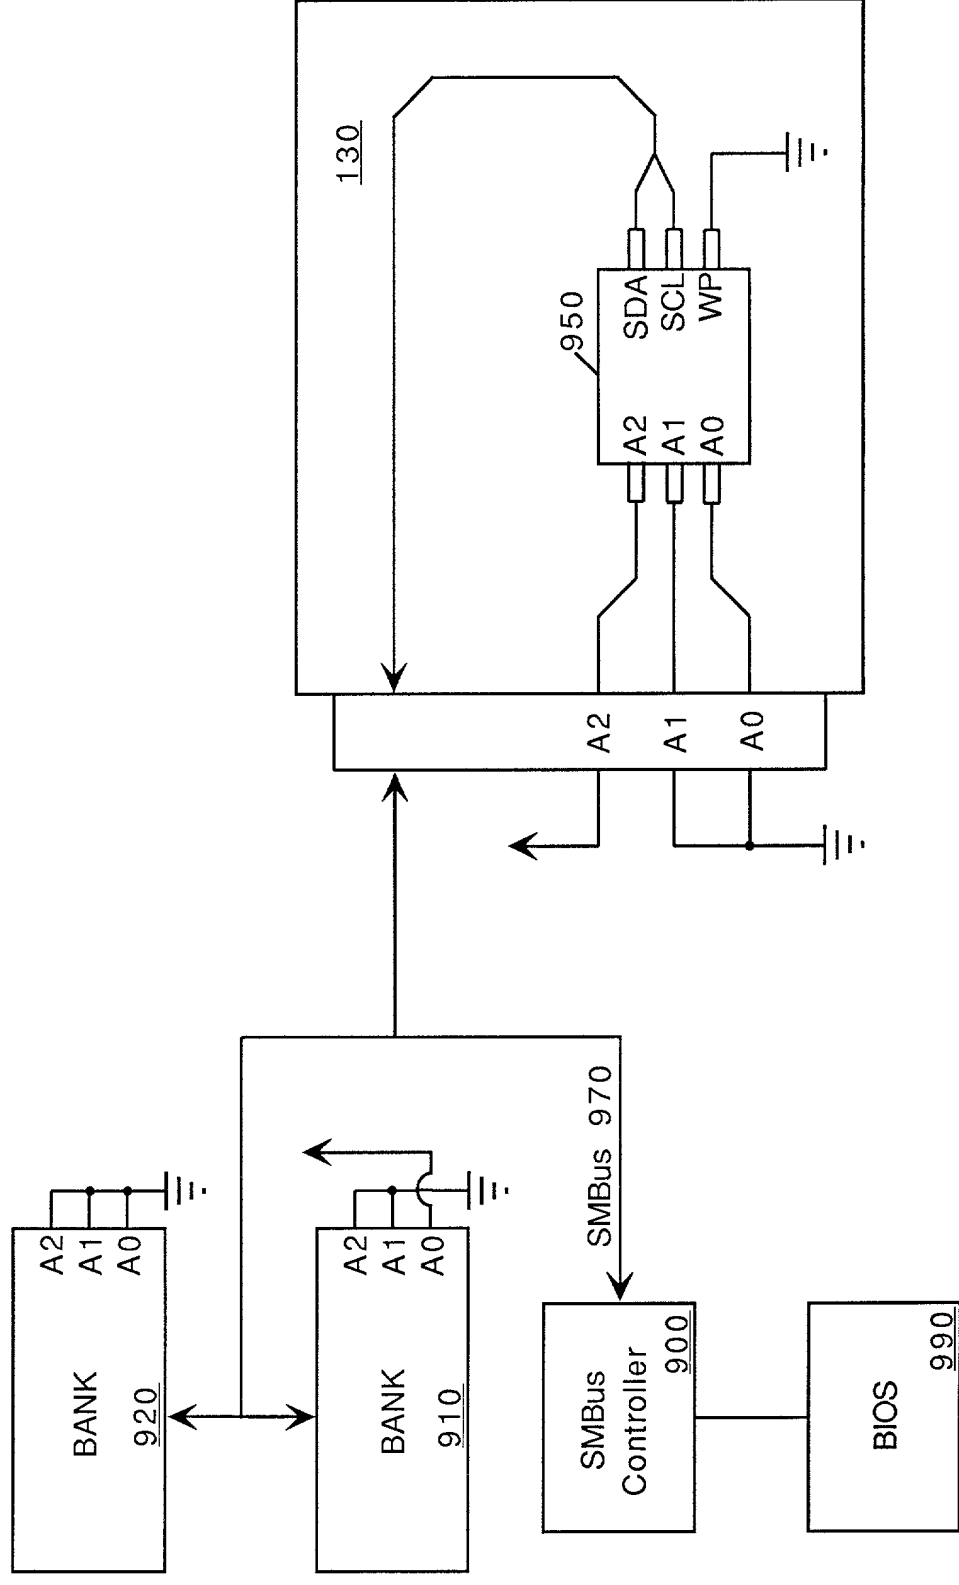 BANK
920
A2
A1
A0
BANK
910
A2
A1
A0
SMBus 970
SMBus
Controller
900
BIOS
990
130
A2
A1
A0
950
A2
A1
A0
SDA
SCL
WP